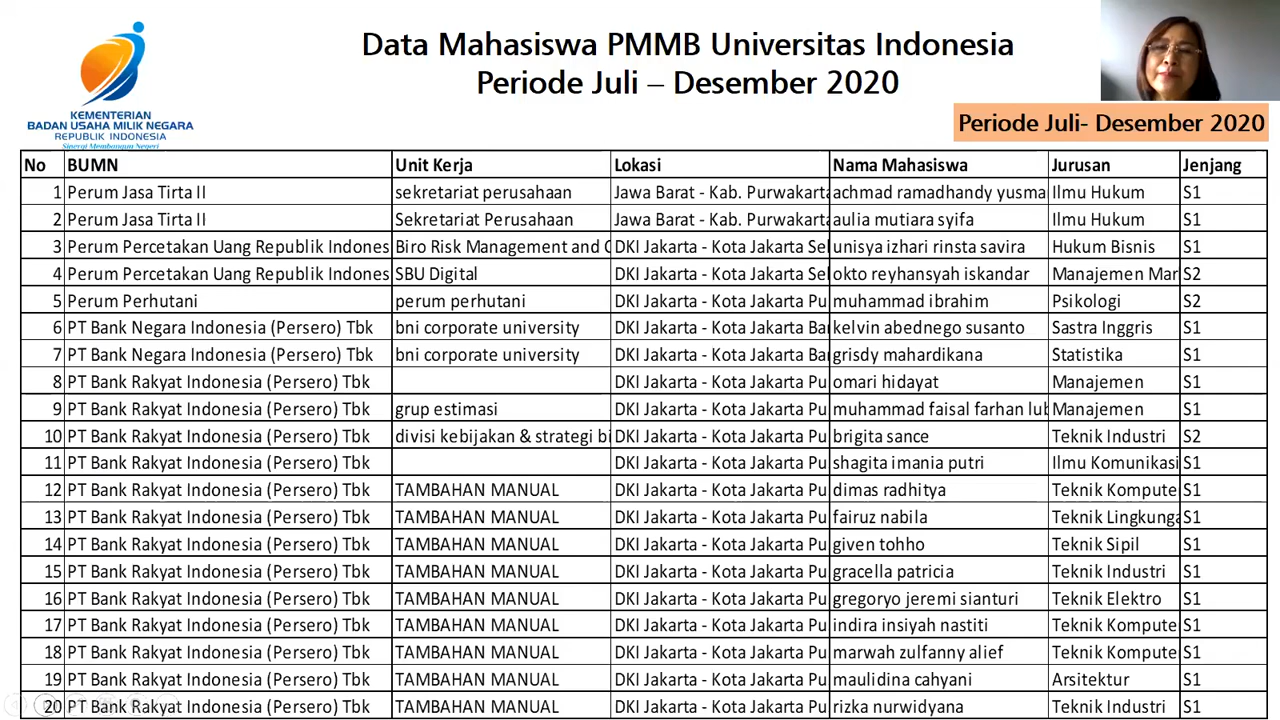 Data Mahasiswa PMMB Universitas Indonesia
Periode Juli – Desember 2020
KEMENTERIAN
BADAN USAHA MILIK NEGARA
REPUBLIK INDONESIA
Sinergi Membangun Negeri
Periode Juli- Desember 2020
No BUMN Unit Kerja Lokasi Nama Mahasiswa Jurusan Jenjang
1 Perum Jasa Tirta II sekretariat perusahaan Jawa Barat - Kab. Purwakarta achmad ramadhandy yusma Ilmu Hukum S1
2 Perum Jasa Tirta II Sekretariat Perusahaan Jawa Barat - Kab. Purwakarta aulia mutiara syifa Ilmu Hukum S1
3 Perum Percetakan Uang Republik Indones Biro Risk Management and C DKI Jakarta - Kota Jakarta Sel unisya izhari rinsta savira Hukum Bisnis S1
4 Perum Percetakan Uang Republik Indones SBU Digital DKI Jakarta - Kota Jakarta Sel okto reyhansyah iskandar Manajemen Mar S2
5 Perum Perhutani perum perhutani DKI Jakarta - Kota Jakarta Pu muhammad ibrahim Psikologi S2
6 PT Bank Negara Indonesia (Persero) Tbk bni corporate university DKI Jakarta - Kota Jakarta Bar kelvin abednego susanto Sastra Inggris S1
7 PT Bank Negara Indonesia (Persero) Tbk bni corporate university DKI Jakarta - Kota Jakarta Bar grisdy mahardikana Statistika S1
8 PT Bank Rakyat Indonesia (Persero) Tbk DKI Jakarta - Kota Jakarta Pu omari hidayat Manajemen S1
9 PT Bank Rakyat Indonesia (Persero) Tbk grup estimasi DKI Jakarta - Kota Jakarta Pu muhammad faisal farhan lub Manajemen S1
10 PT Bank Rakyat Indonesia (Persero) Tbk divisi kebijakan & strategi bi DKI Jakarta - Kota Jakarta Pu brigita sance Teknik Industri S2
11 PT Bank Rakyat Indonesia (Persero) Tbk DKI Jakarta - Kota Jakarta Pu shagita imania putri Ilmu Komunikasi S1
12 PT Bank Rakyat Indonesia (Persero) Tbk TAMBAHAN MANUAL DKI Jakarta - Kota Jakarta Pu dimas radhitya Teknik Kompute S1
13 PT Bank Rakyat Indonesia (Persero) Tbk TAMBAHAN MANUAL DKI Jakarta - Kota Jakarta Pu fairuz nabila Teknik Lingkunga S1
14 PT Bank Rakyat Indonesia (Persero) Tbk TAMBAHAN MANUAL DKI Jakarta - Kota Jakarta Pu given tohho Teknik Sipil S1
15 PT Bank Rakyat Indonesia (Persero) Tbk TAMBAHAN MANUAL DKI Jakarta - Kota Jakarta Pu gracella patricia Teknik Industri S1
16 PT Bank Rakyat Indonesia (Persero) Tbk TAMBAHAN MANUAL DKI Jakarta - Kota Jakarta Pu gregoryo jeremi sianturi Teknik Elektro S1
17 PT Bank Rakyat Indonesia (Persero) Tbk TAMBAHAN MANUAL DKI Jakarta - Kota Jakarta Pu indira insiyah nastiti Teknik Kompute S1
18 PT Bank Rakyat Indonesia (Persero) Tbk TAMBAHAN MANUAL DKI Jakarta - Kota Jakarta Pu marwah zulfanny alief Teknik Kompute S1
19 PT Bank Rakyat Indonesia (Persero) Tbk TAMBAHAN MANUAL DKI Jakarta - Kota Jakarta Pu maulidina cahyani Arsitektur S1
20 PT Bank Rakyat Indonesia (Persero) Tbk TAMBAHAN MANUAL DKI Jakarta - Kota Jakarta Pu rizka nurwidyana Teknik Industri S1